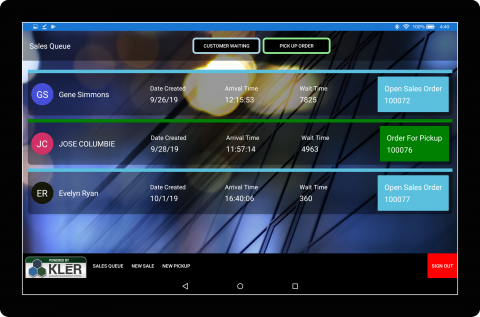 100% 4:40
Sales Queue CUSTOMER WAITING PICK UP ORDER
GS Gene Simmons Date Created Arrival Time Wait Time Open Sales Order
9/26/19 12:15:53 7825 100072
JC JOSE COLUMBIE Date Created Arrival Time Wait Time Order For Pickup
9/28/19 11:57:14 4963 100076
ER Evelyn Ryan Date Created Arrival Time Wait Time Open Sales Order
10/1/19 16:40:06 360 100077
POWERED BY
KLER SALES QUEUE NEW SALE NEW PICKUP SIGN OUT